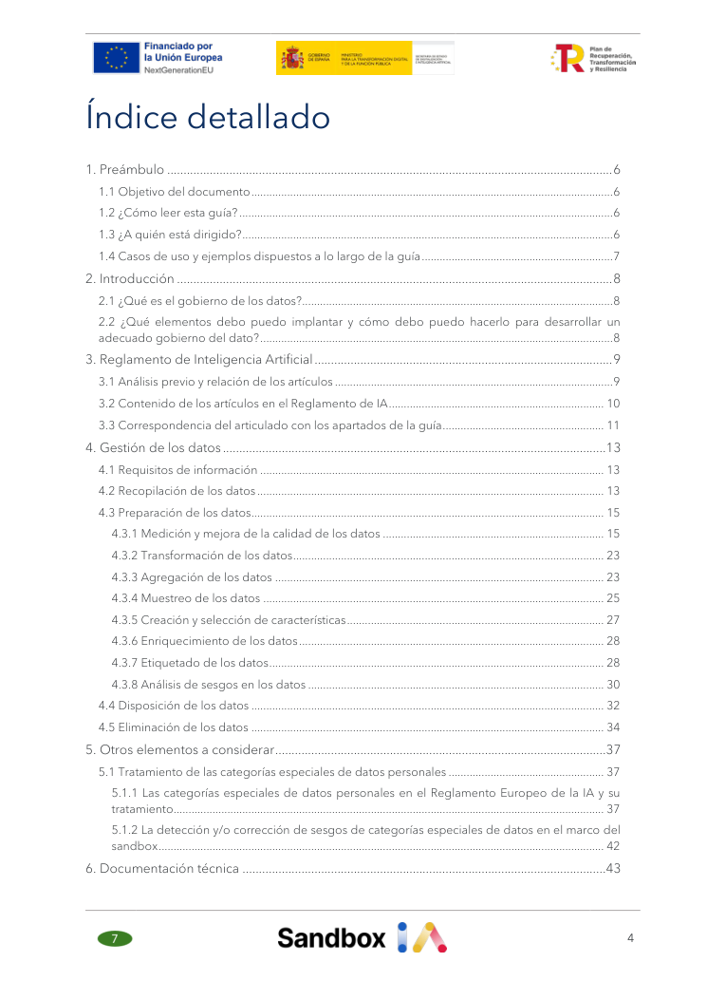 Financiado por
la Unión Europea
NextGenerationEU
GOBIERNO
DE ESPAÑA
MINISTERIO
PARA LA TRANSFORMACIÓN DIGITAL
Y DE LA FUNCIÓN PÚBLICA
SECRETARÍA DE ESTADO
DE DIGITALIZACIÓN
E INTELIGENCIA ARTIFICIAL
Plan de
Recuperación,
Transformación
y Resiliencia
Índice detallado
1. Preámbulo ... 6
1.1 Objetivo del documento ... 6
1.2 ¿Cómo leer esta guía? ... 6
1.3 ¿A quién está dirigido? ... 6
1.4 Casos de uso y ejemplos dispuestos a lo largo de la guía ... 7
2. Introducción ... 8
2.1 ¿Qué es el gobierno de los datos? ... 8
2.2 ¿Qué elementos debo puedo implantar y cómo debo puedo hacerlo para desarrollar un
adecuado gobierno del dato? ... 8
3. Reglamento de Inteligencia Artificial ... 9
3.1 Análisis previo y relación de los artículos ... 9
3.2 Contenido de los artículos en el Reglamento de IA ... 10
3.3 Correspondencia del articulado con los apartados de la guía ... 11
4. Gestión de los datos ... 13
4.1 Requisitos de información ... 13
4.2 Recopilación de los datos ... 13
4.3 Preparación de los datos ... 15
4.3.1 Medición y mejora de la calidad de los datos ... 15
4.3.2 Transformación de los datos ... 23
4.3.3 Agregación de los datos ... 23
4.3.4 Muestreo de los datos ... 25
4.3.5 Creación y selección de características ... 27
4.3.6 Enriquecimiento de los datos ... 28
4.3.7 Etiquetado de los datos ... 28
4.3.8 Análisis de sesgos en los datos ... 30
4.4 Disposición de los datos ... 32
4.5 Eliminación de los datos ... 34
5. Otros elementos a considerar ... 37
5.1 Tratamiento de las categorías especiales de datos personales ... 37
5.1.1 Las categorías especiales de datos personales en el Reglamento Europeo de la IA y su
tratamiento ... 37
5.1.2 La detección y/o corrección de sesgos de categorías especiales de datos en el marco del
sandbox ... 42
6. Documentación técnica ... 43
7
Sandbox IA
4